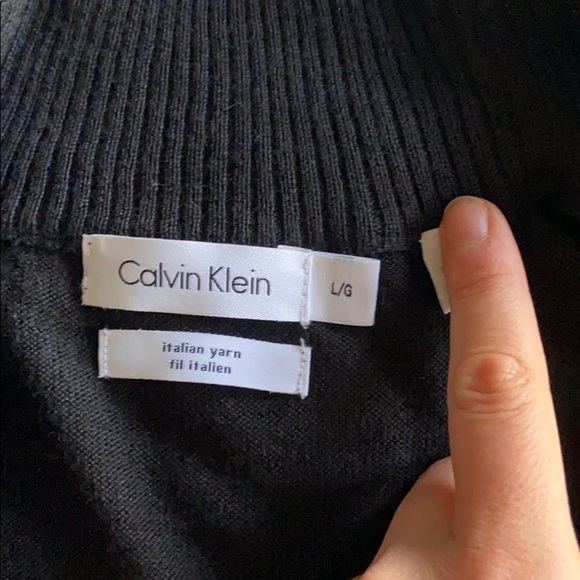 Calvin Klein
L/G
italian yarn
fil italien